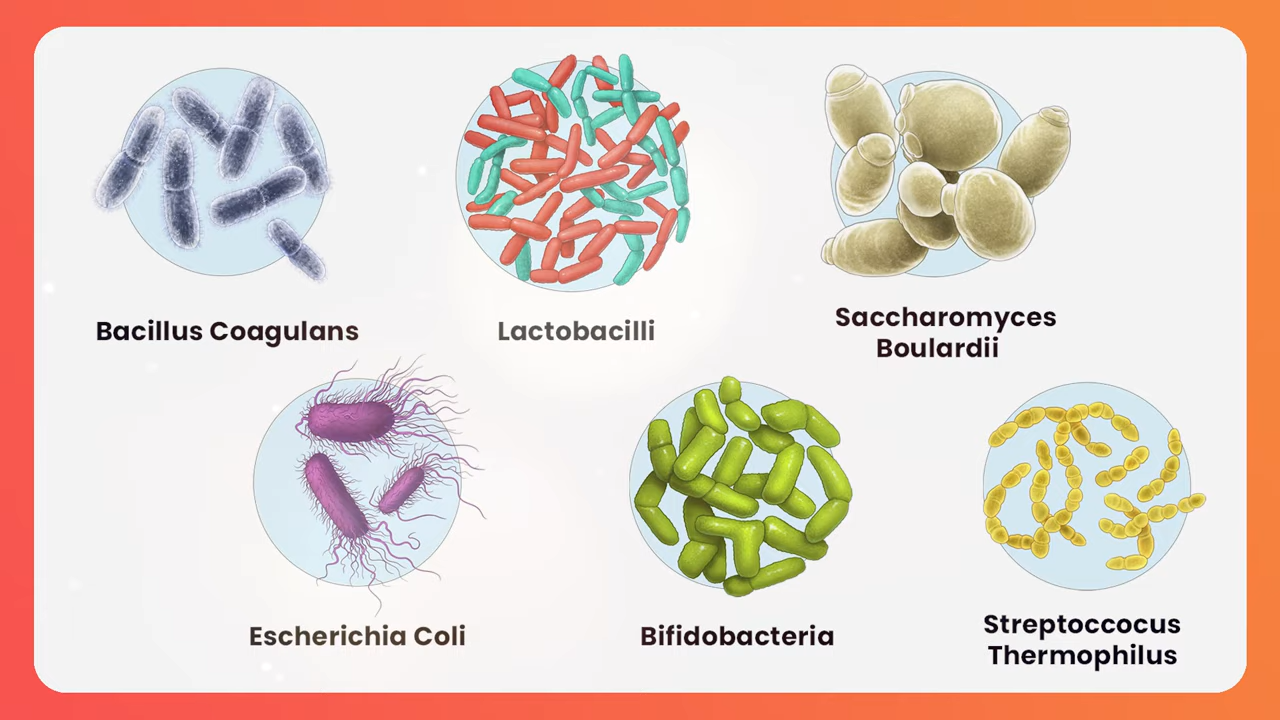 Bacillus Coagulans
Lactobacilli
Saccharomyces
Boulardii
Escherichia Coli
Bifidobacteria
Streptoccocus
Thermophilus